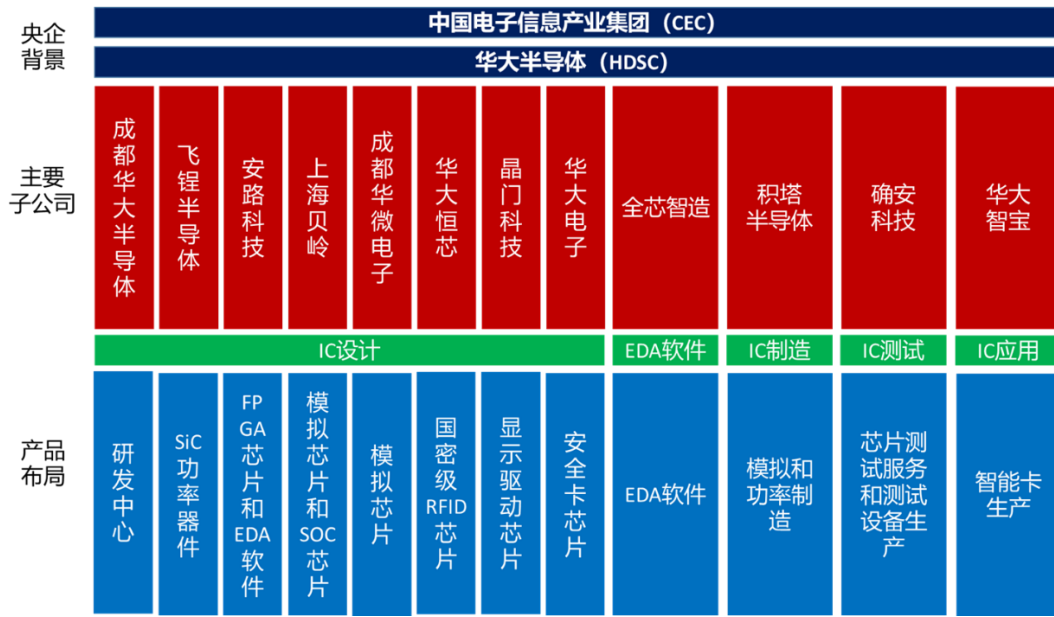 央企
背景
中国电子信息产业集团（CEC）
华大半导体（HDSC）
主要
子公司
成都华大半导体
飞锃半导体
安路科技
上海贝岭
成都华微电子
华大恒芯
晶门科技
华大电子
全芯智造
积塔
半导体
确安
科技
华大
智宝
IC设计
EDA软件
IC制造
IC测试
IC应用
产品
布局
研发中心
SiC功率器件
FPGA芯片和EDA软件
模拟芯片和SOC芯片
模拟芯片
国密级RFID芯片
显示驱动芯片
安全卡芯片
EDA软件
模拟和
功率制
造
芯片测
试服务
和测试
设备生
产
智能卡
生产